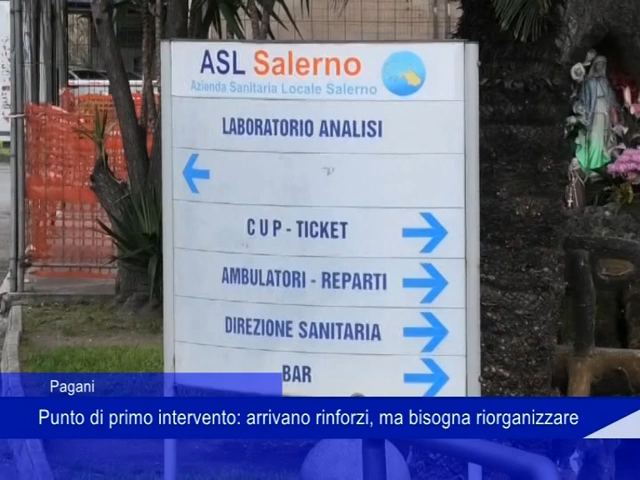 ASL Salerno
Azienda Sanitaria Locale Salerno
LABORATORIO ANALISI
CUP - TICKET
AMBULATORI - REPARTI
DIREZIONE SANITARIA
BAR
Pagani
Punto di primo intervento: arrivano rinforzi, ma bisogna riorganizzare